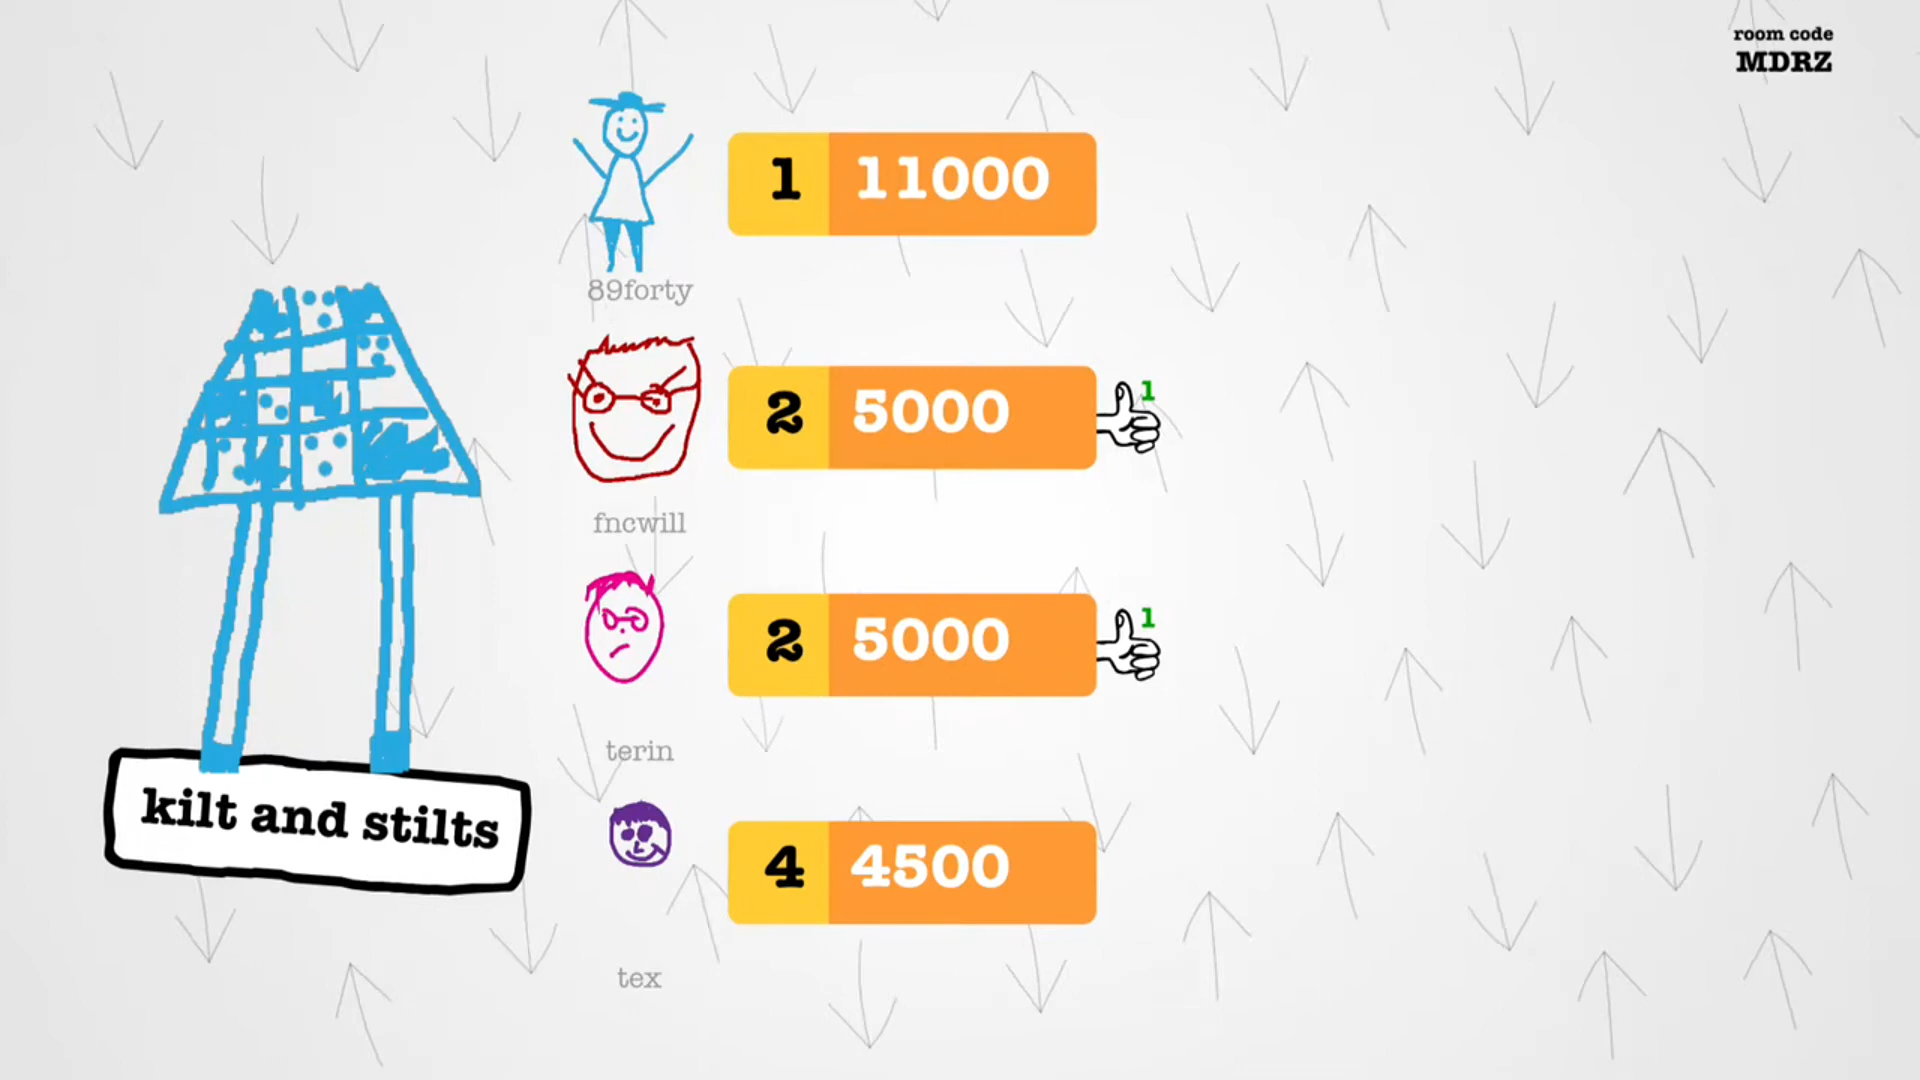 room code
MDRZ
1 11000
89forty
2 5000 1
fncwill
2 5000 1
terin
kilt and stilts
4 4500
tex